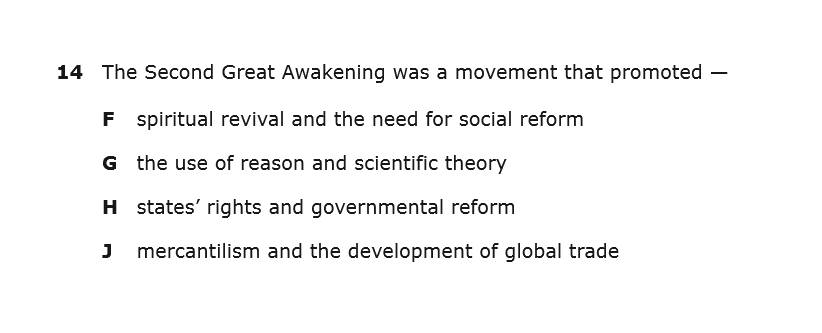 14 The Second Great Awakening was a movement that promoted —
F spiritual revival and the need for social reform
G the use of reason and scientific theory
H states’ rights and governmental reform
J mercantilism and the development of global trade